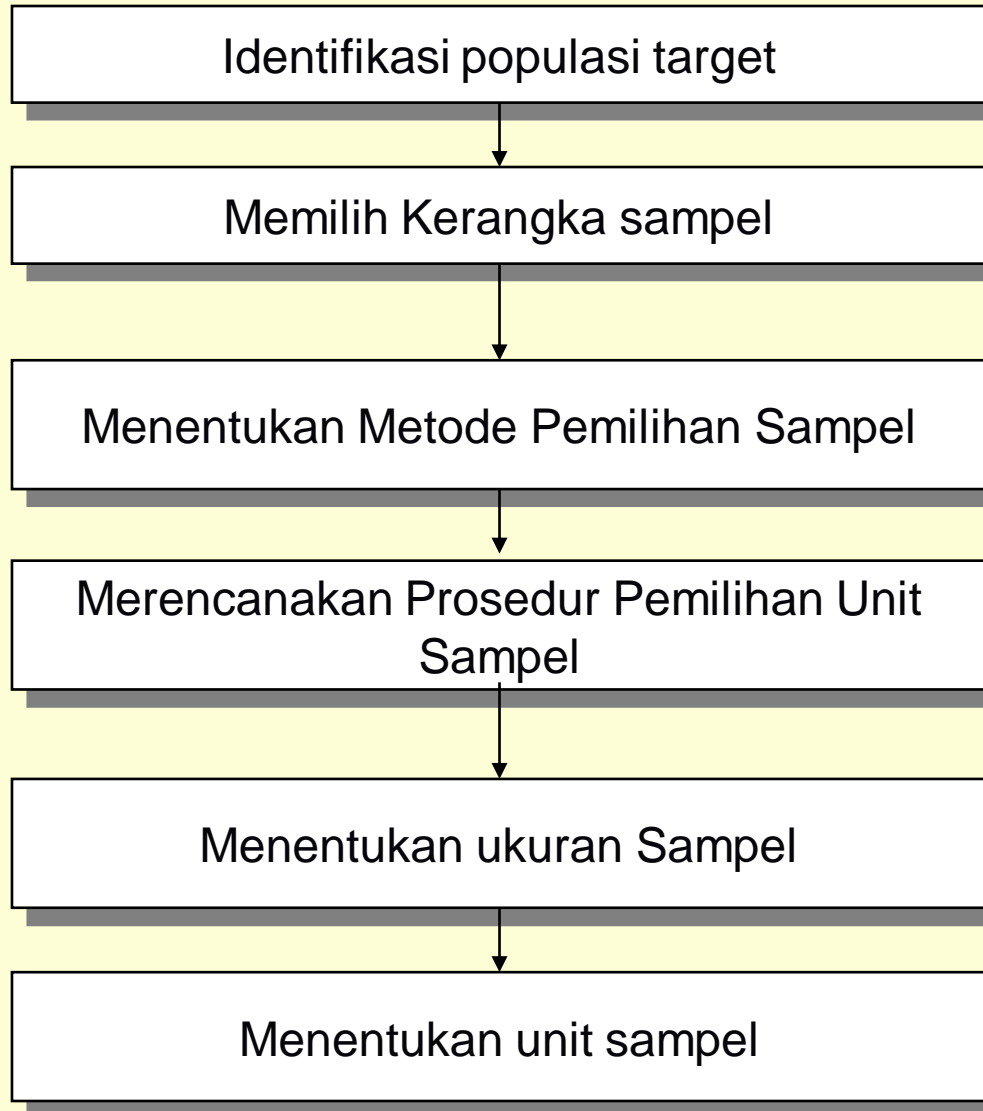 Identifikasi populasi target
Memilih Kerangka sampel
Menentukan Metode Pemilihan Sampel
Merencanakan Prosedur Pemilihan Unit
Sampel
Menentukan ukuran Sampel
Menentukan unit sampel